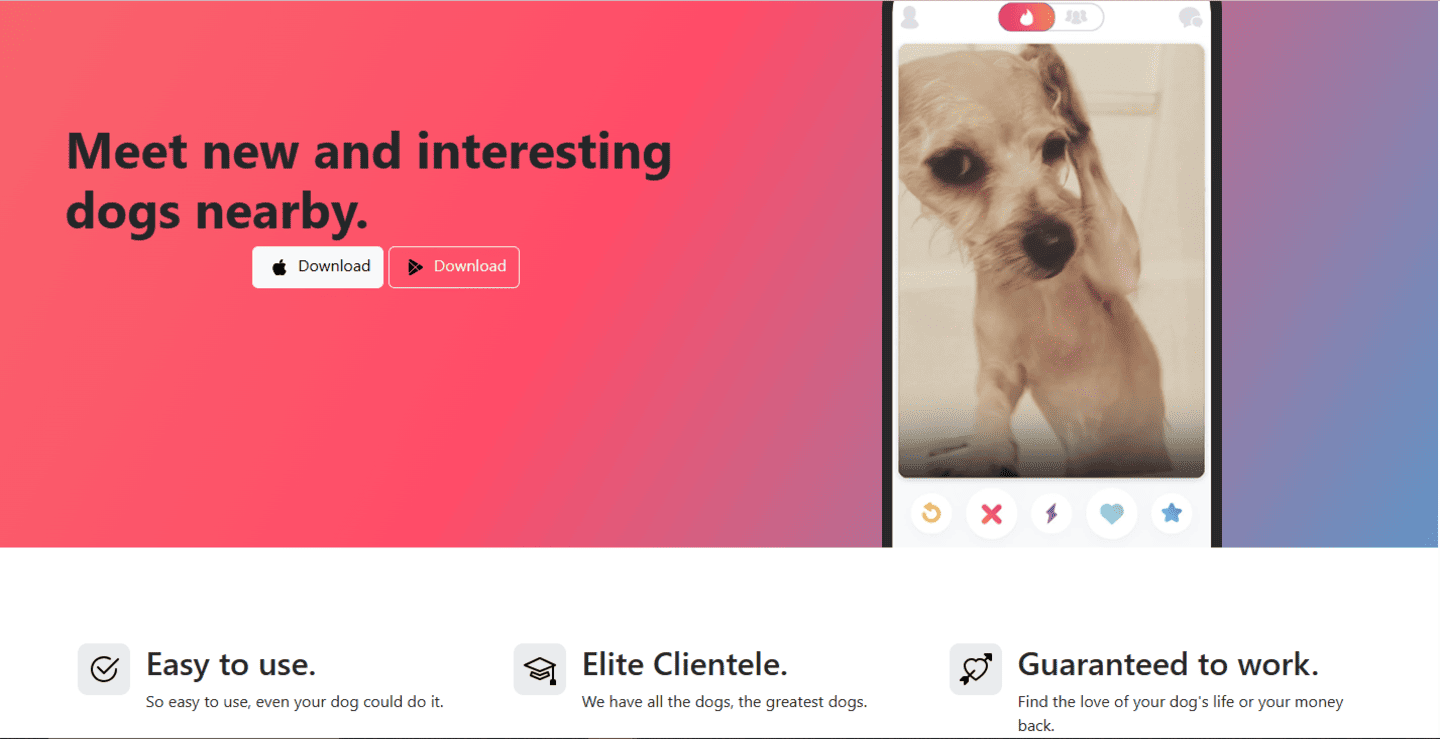 Meet new and interesting
dogs nearby.
Download
Download
Easy to use.
So easy to use, even your dog could do it.
Elite Clientele.
We have all the dogs, the greatest dogs.
Guaranteed to work.
Find the love of your dog's life or your money
back.